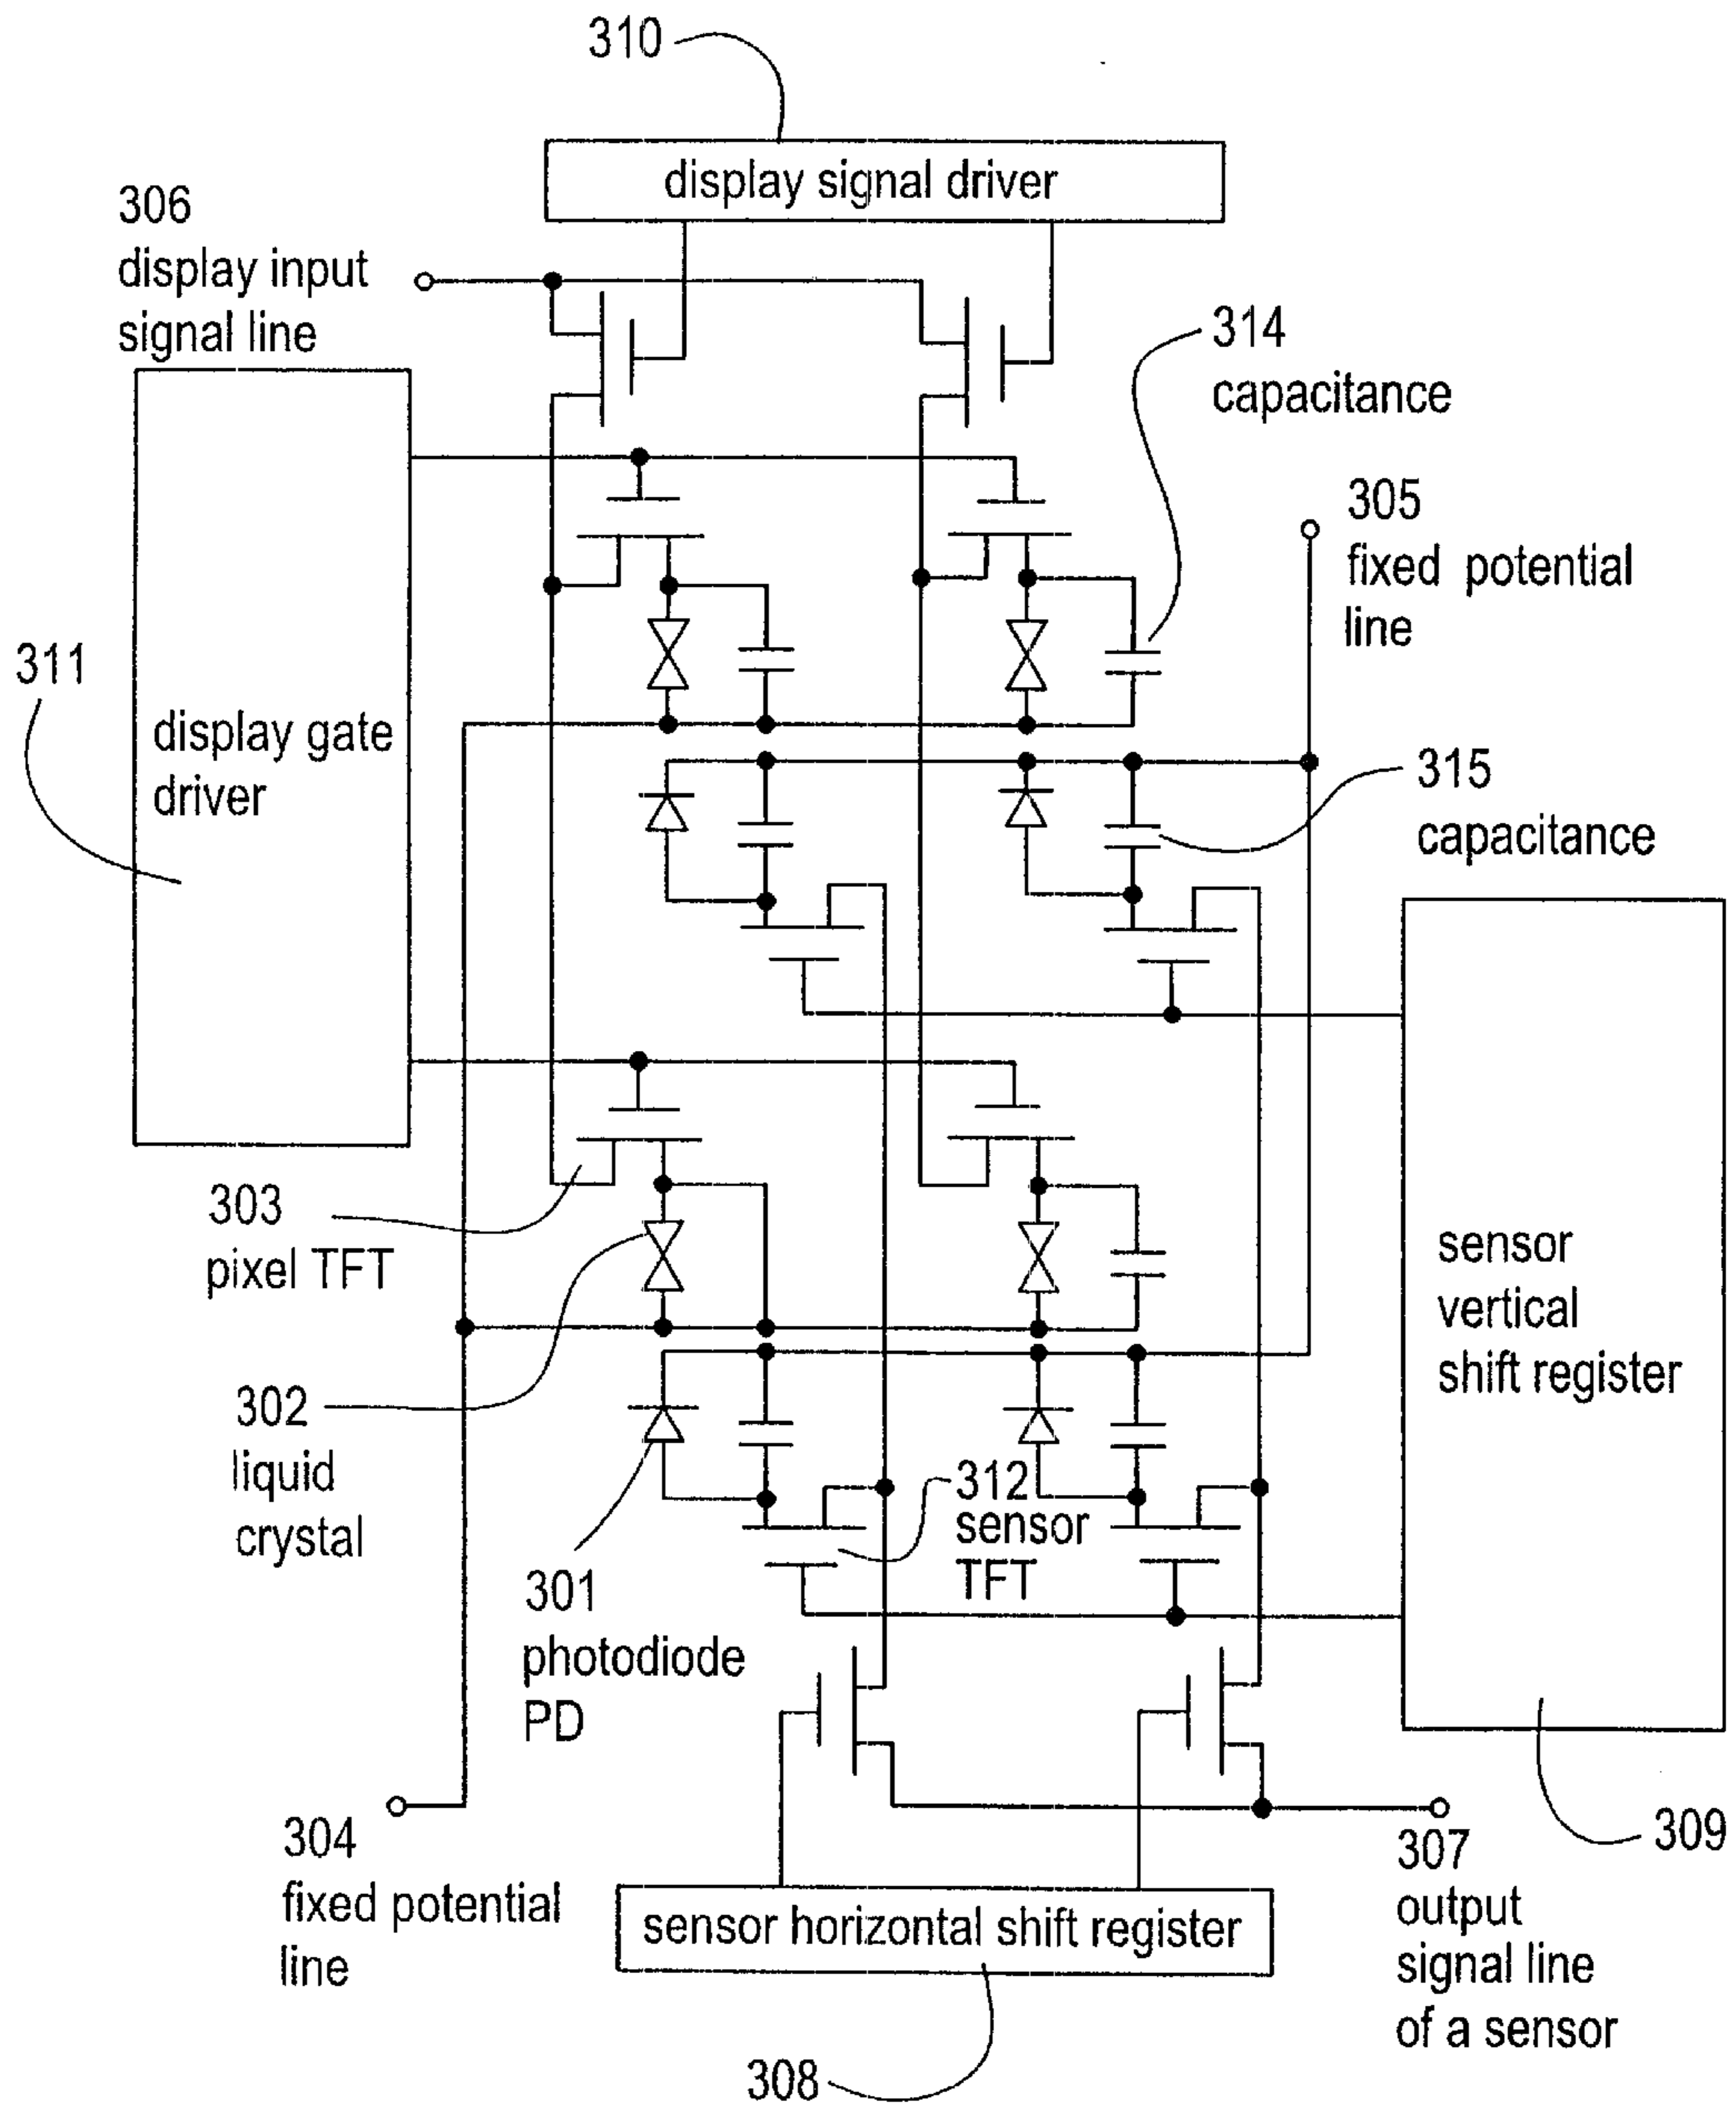 310
display signal driver
306
display input
signal line
314
capacitance
305
fixed potential
line
311
display gate
driver
315
capacitance
303
pixel TFT
sensor
vertical
shift register
302
liquid
crystal
312
sensor
TFT
301
photodiode
PD
304
fixed potential
line
309
307
output
signal line
of a sensor
sensor horizontal shift register
308